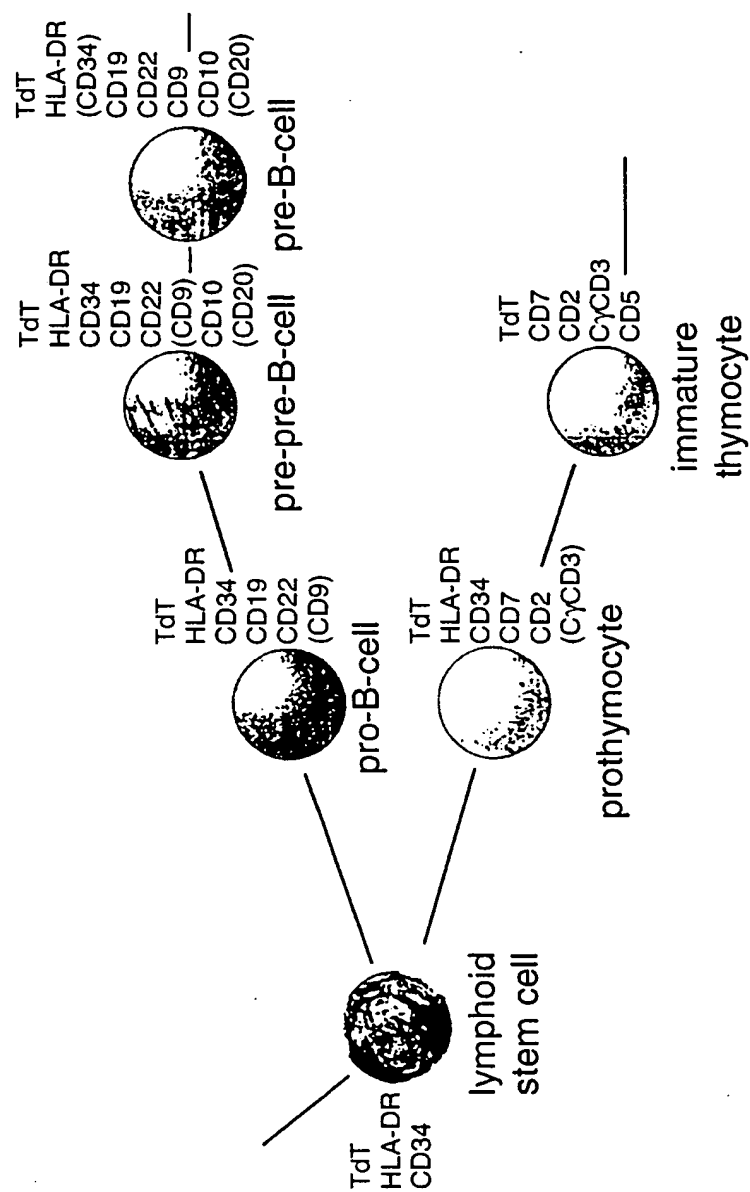 TdT
HLA-DR
CD34
lymphoid
stem cell
TdT
HLA-DR
CD34
CD19
CD22
(CD9)
pro-B-cell
TdT
HLA-DR
CD34
CD19
CD22
(CD9)
CD10
(CD20)
pre-pre-B-cell
TdT
HLA-DR
(CD34)
CD19
CD22
CD9
CD10
(CD20)
pre-B-cell
TdT
HLA-DR
CD34
CD7
CD2
(CγCD3)
prothymocyte
TdT
CD7
CD2
CγCD3
CD5
immature
thymocyte